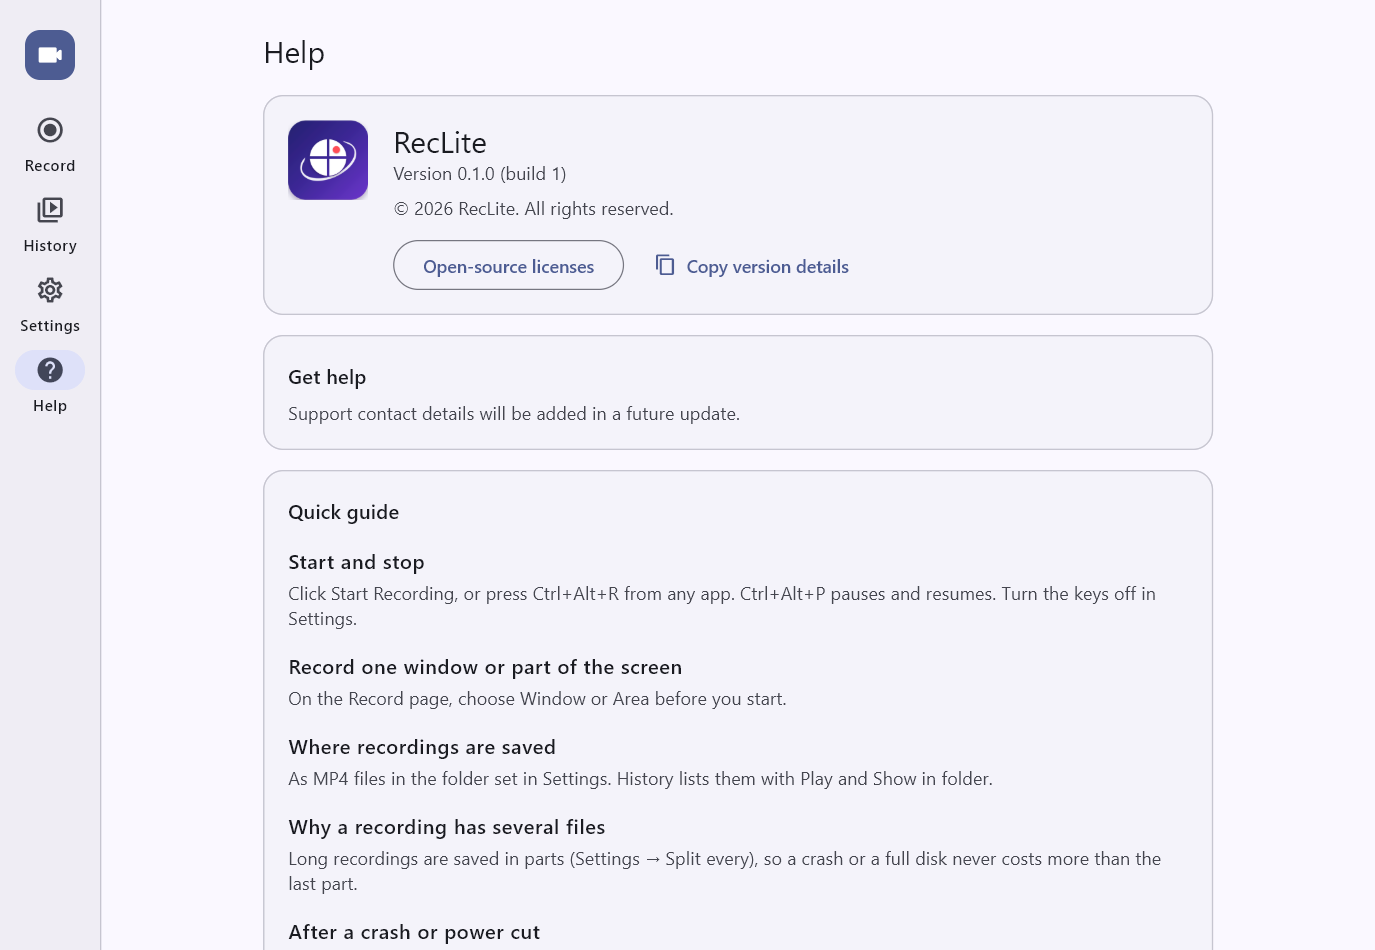 Help
RecLite
Version 0.1.0 (build 1)
© 2026 RecLite. All rights reserved.
Open-source licenses
Copy version details
Record
History
Settings
Help
Get help
Support contact details will be added in a future update.
Quick guide
Start and stop
Click Start Recording, or press Ctrl+Alt+R from any app. Ctrl+Alt+P pauses and resumes. Turn the keys off in
Settings.
Record one window or part of the screen
On the Record page, choose Window or Area before you start.
Where recordings are saved
As MP4 files in the folder set in Settings. History lists them with Play and Show in folder.
Why a recording has several files
Long recordings are saved in parts (Settings → Split every), so a crash or a full disk never costs more than the
last part.
After a crash or power cut